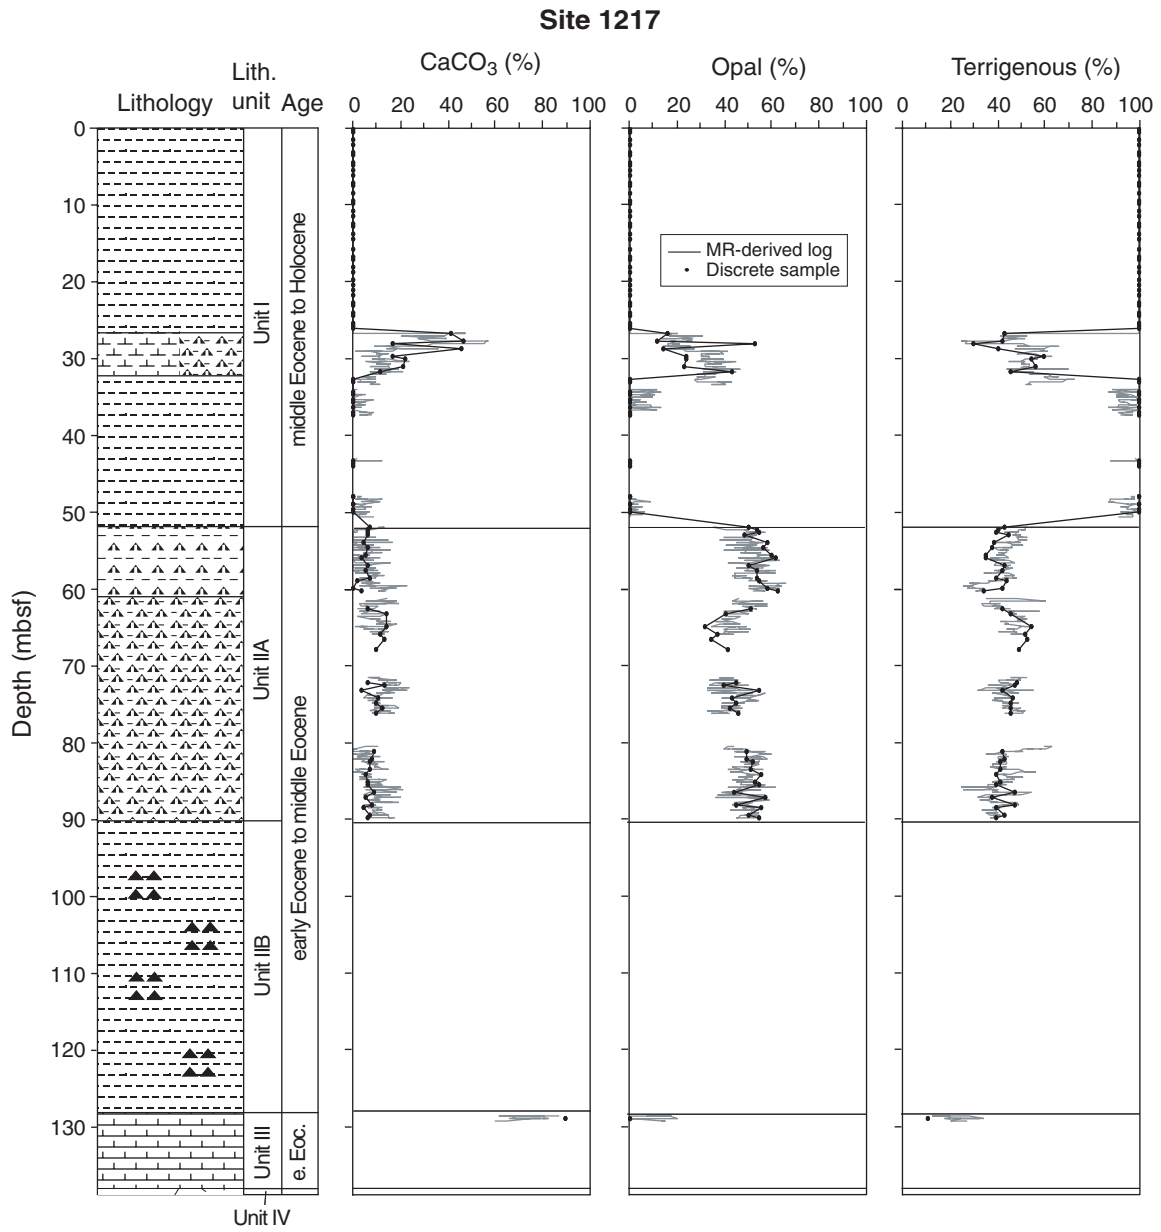 Site 1217
CaCO3 (%)
Opal (%)
Terrigenous (%)
Lith.
Lithology unit Age
0 20 40 60 80 100
0 20 40 60 80 100
0 20 40 60 80 100
Depth (mbsf)
0
10
20
30
40
50
60
70
80
90
100
110
120
130
Unit I
Unit IIA
Unit IIB
Unit III
Unit IV
middle Eocene to Holocene
early Eocene to middle Eocene
e. Eoc.
MR-derived log
Discrete sample